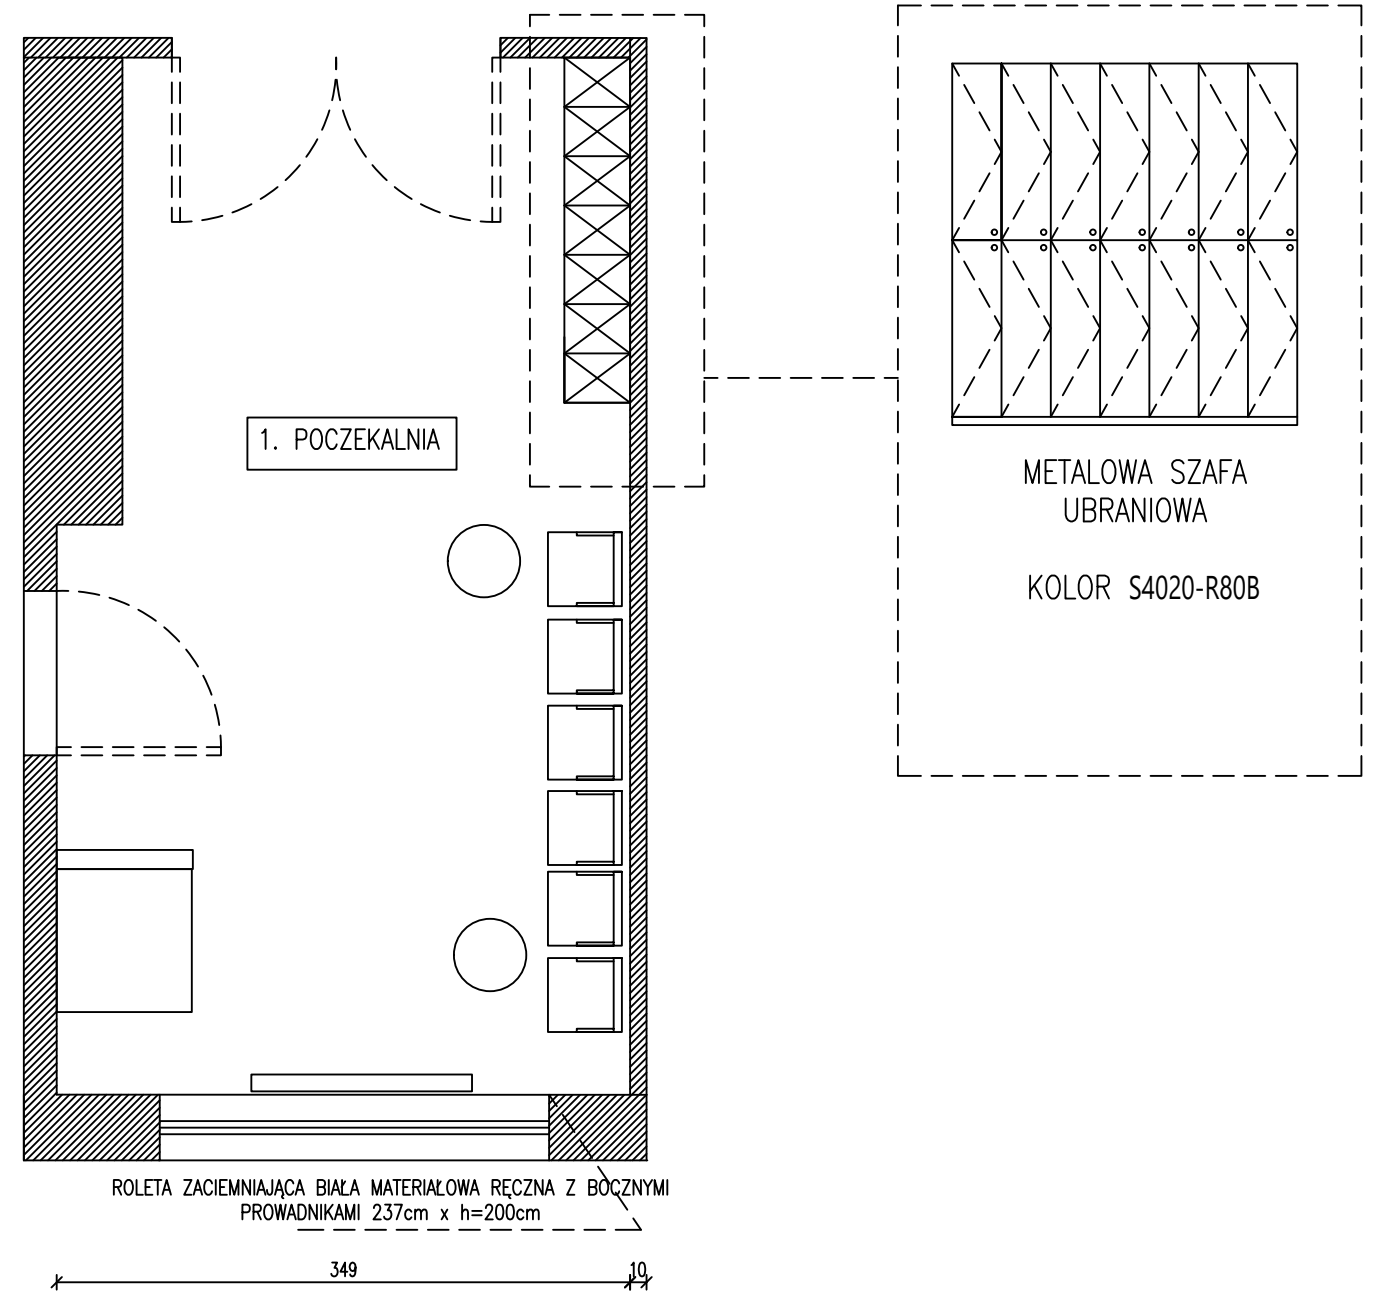 1. POCZEKALNIA
METALOWA SZAFA
UBRANIOWA
KOLOR S4020-R80B
ROLETA ZACIEMNIAJĄCA BIAŁA MATERIAŁOWA RĘCZNA Z BOCZNYMI
PROWADNIKAMI 237cm x h=200cm
349
10